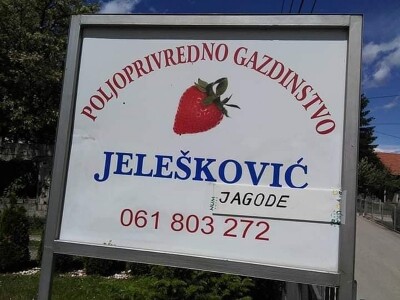 POLJOPRIVREDNO GAZDINSTVO
JELEŠKOVIĆ
JAGODE
061 803 272